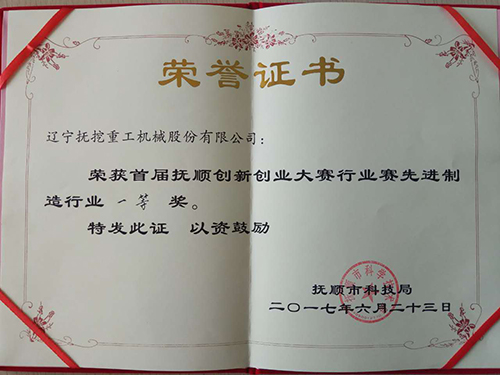 荣誉证书
辽宁抚挖重工机械股份有限公司：
荣获首届抚顺创新创业大赛行业赛先进制
造行业 一等 奖。
特发此证 以资鼓励
抚顺市科技局
二〇一七年六月二十三日